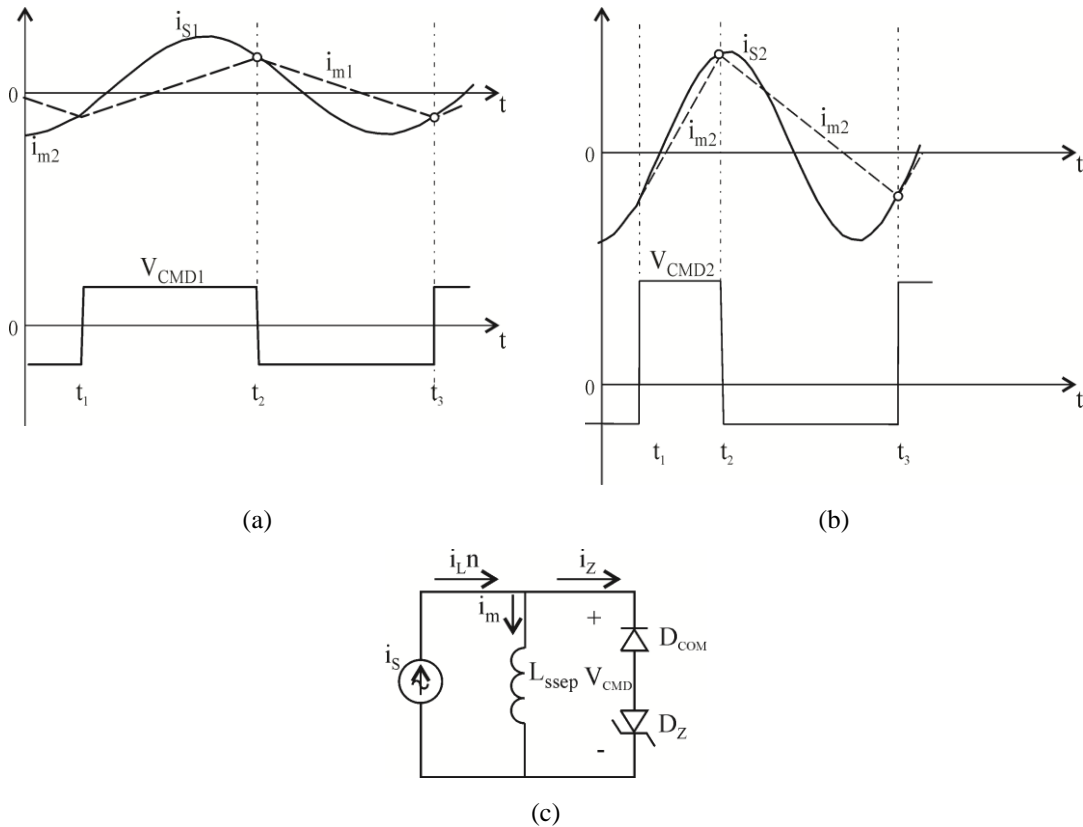 i_S1
i_m1
0
t
i_m2
V_CMD1
0
t
t_1
t_2
t_3
(a)
i_S2
i_m2
i_m2
0
t
V_CMD2
0
t
t_1
t_2
t_3
(b)
i_L n
i_Z
i_m
+
D_COM
i_S
L_ssep
V_CMD
D_Z
-
(c)